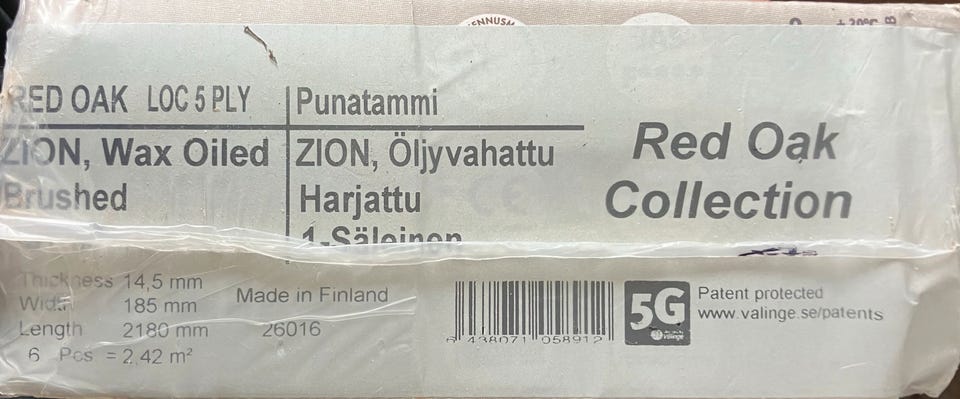 RED OAK LOC 5 PLY
ZION, Wax Oiled
Brushed
Punatammi
ZION, Öljyvahattu
Harjattu
1-Säleinen
Red Oak
Collection
Thickness 14,5 mm
Width 185 mm
Length 2180 mm
6 Pcs = 2,42 m²
Made in Finland
26016
6 438071 058912
5G
välinge
Patent protected
www.valinge.se/patents